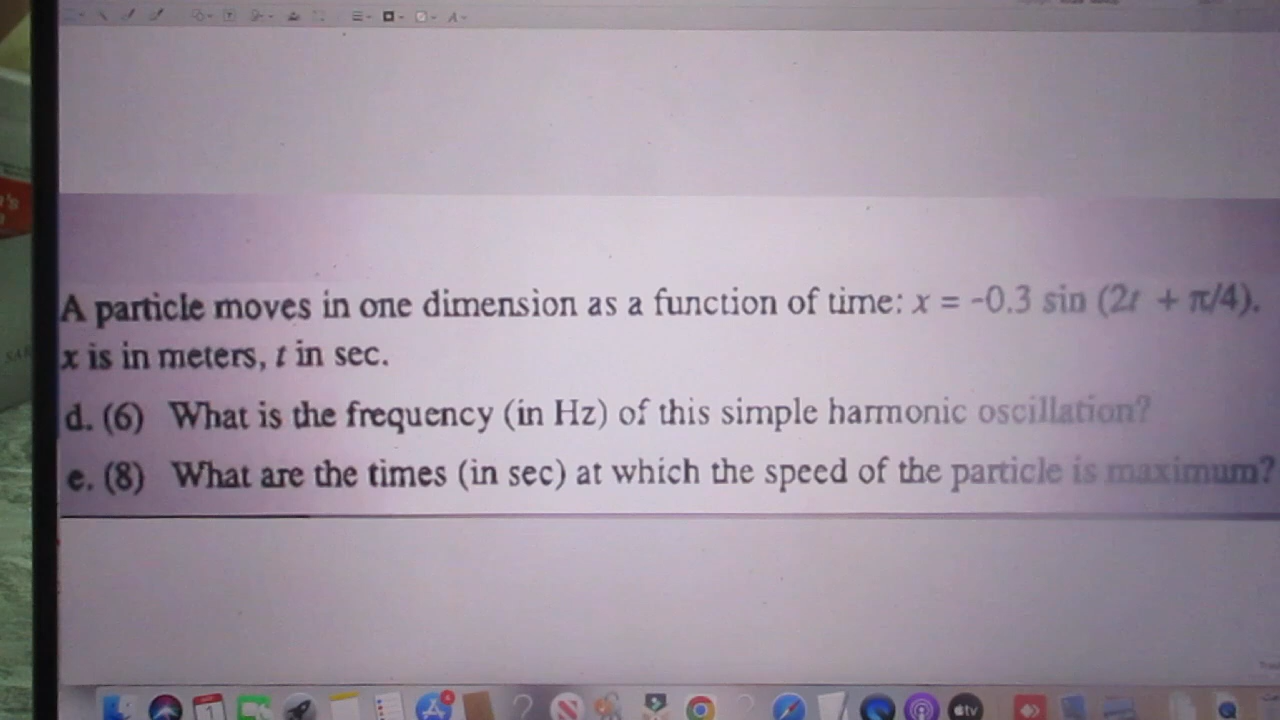 A particle moves in one dimension as a function of time: x = -0.3 sin (2t + π/4).
x is in meters, t in sec.
d. (6) What is the frequency (in Hz) of this simple harmonic oscillation?
e. (8) What are the times (in sec) at which the speed of the particle is maximum?
tv